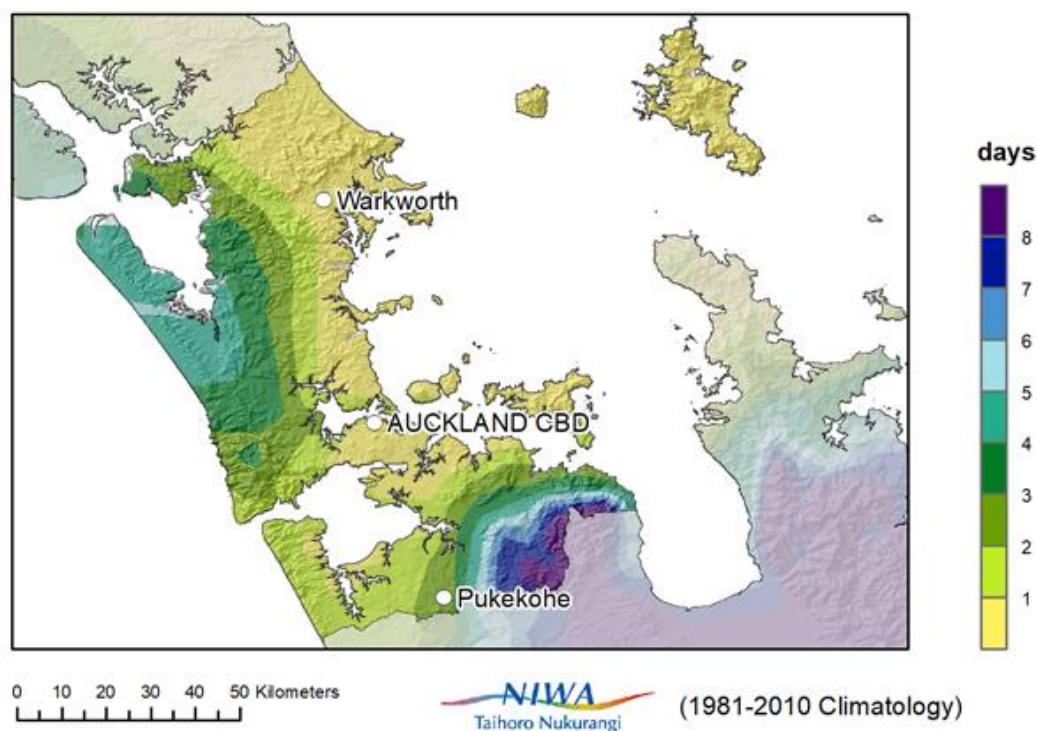 Warkworth
days
8
7
6
5
4
3
2
1
AUCKLAND CBD
Pukekohe
0 10 20 30 40 50 Kilometers
NIWA
Taihoro Nukurangi
(1981-2010 Climatology)